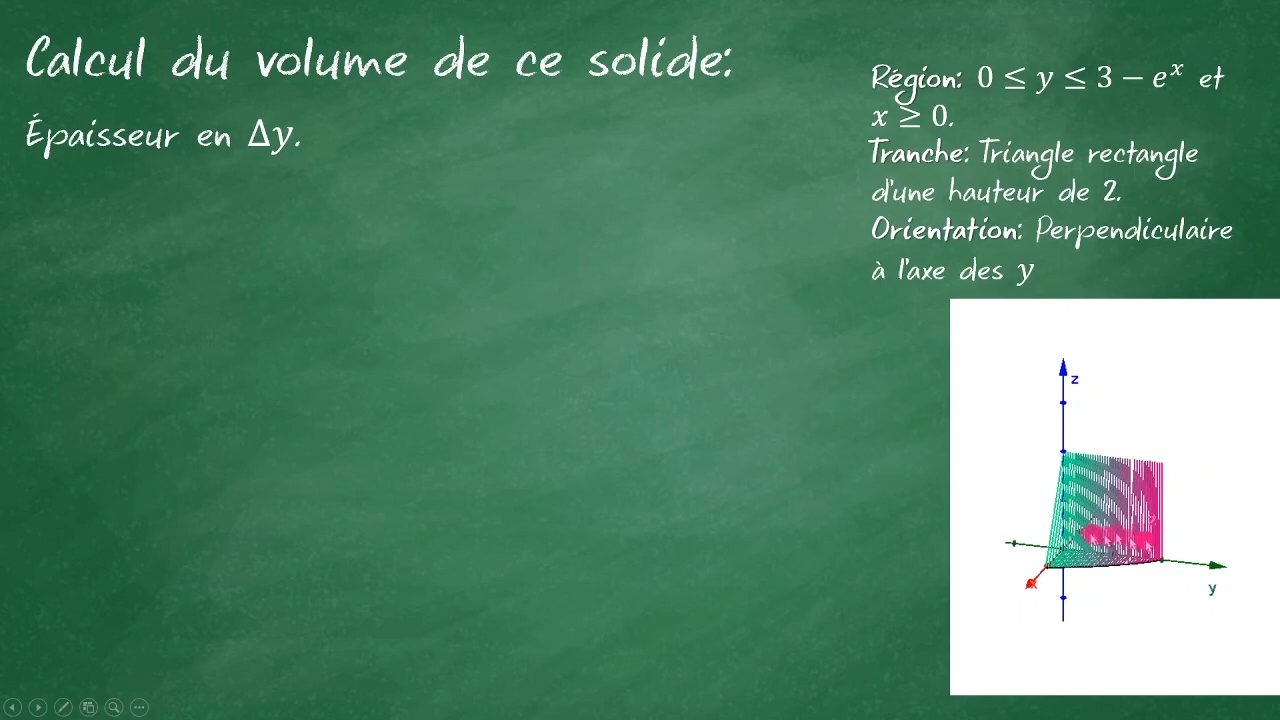 Calcul du volume de ce solide:
Épaisseur en Δy.
Région: 0 ≤ y ≤ 3 − eˣ et
x ≥ 0.
Tranche: Triangle rectangle
d'une hauteur de 2.
Orientation: Perpendiculaire
à l'axe des y
z
y